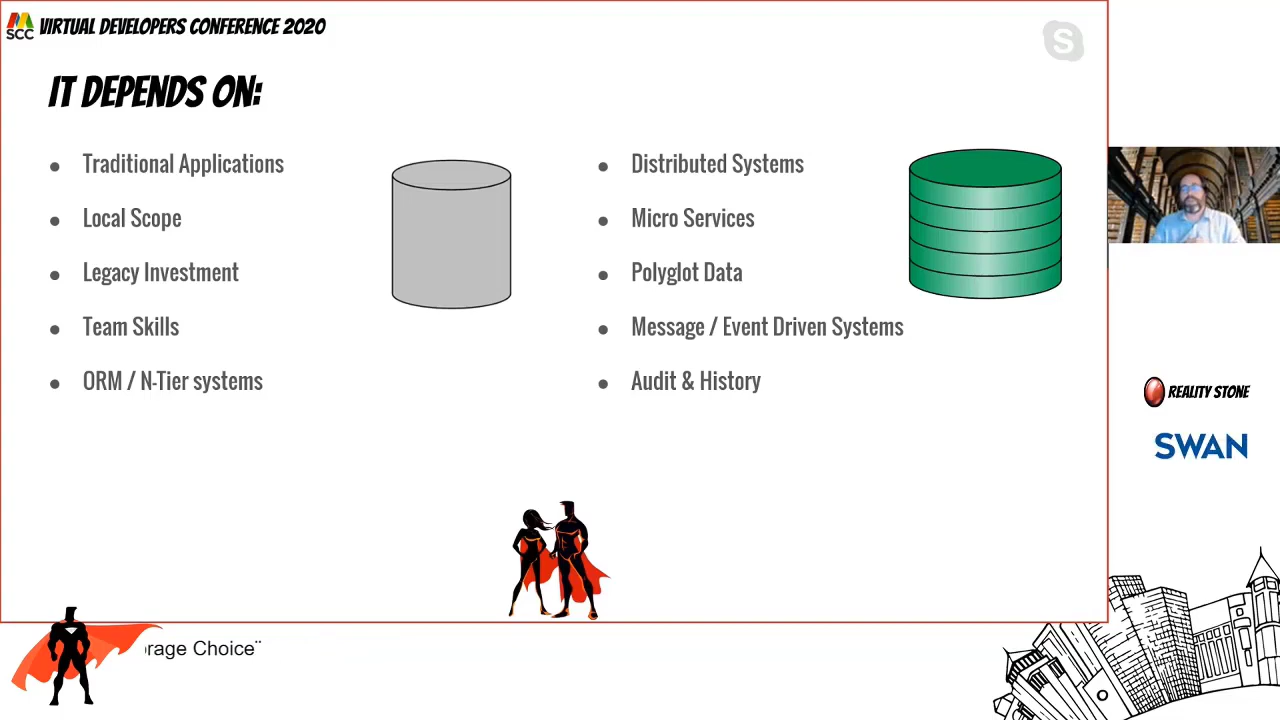 SCC VIRTUAL DEVELOPERS CONFERENCE 2020
S
IT DEPENDS ON:
● Traditional Applications
● Local Scope
● Legacy Investment
● Team Skills
● ORM / N-Tier systems
● Distributed Systems
● Micro Services
● Polyglot Data
● Message / Event Driven Systems
● Audit & History
REALITY STONE
SWAN
Choice¨